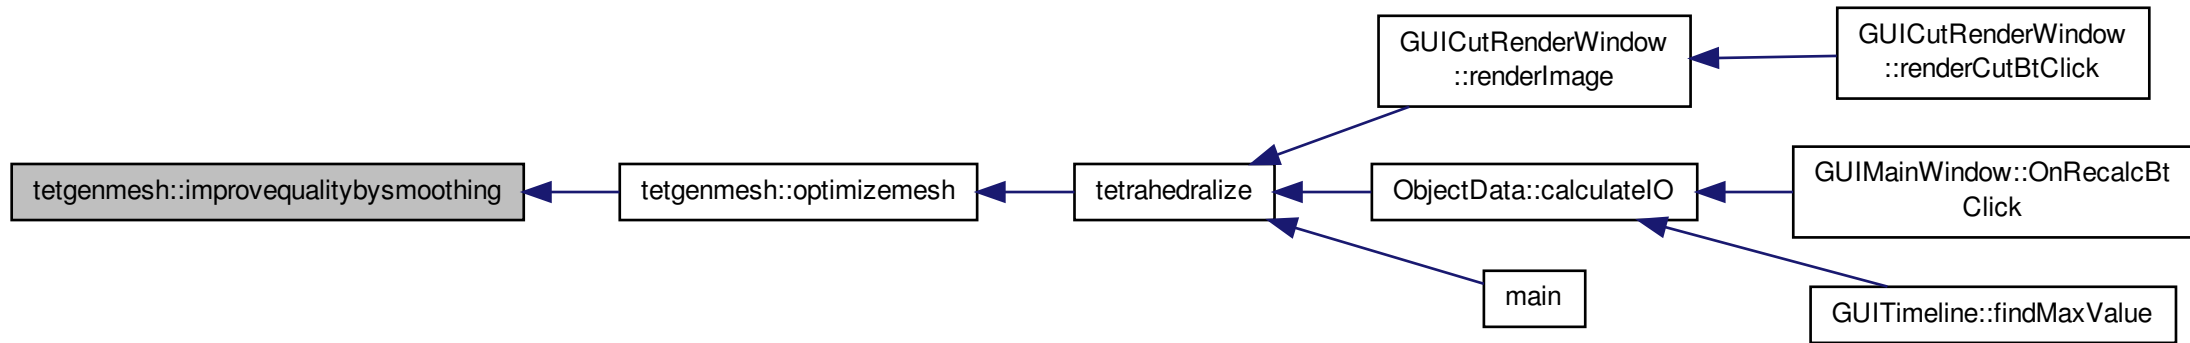 tetgenmesh::improvequalitybysmoothing
tetgenmesh::optimizemesh
tetrahedralize
GUICutRenderWindow
::renderImage
GUICutRenderWindow
::renderCutBtClick
ObjectData::calculateIO
GUIMainWindow::OnRecalcBt
Click
GUITimeline::findMaxValue
main